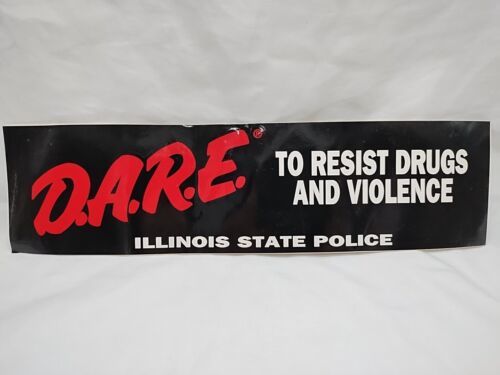 D.A.R.E.®
TO RESIST DRUGS
AND VIOLENCE
ILLINOIS STATE POLICE